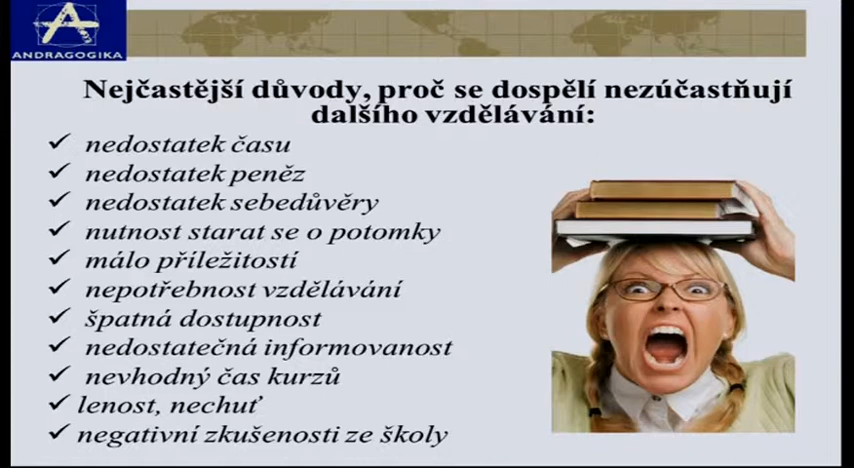 ANDRAGOGIKA
Nejčastější důvody, proč se dospělí nezúčastňují
dalšího vzdělávání:
nedostatek času
nedostatek peněz
nedostatek sebedůvěry
nutnost starat se o potomky
málo příležitostí
nepotřebnost vzdělávání
špatná dostupnost
nedostatečná informovanost
nevhodný čas kurzů
lenost, nechuť
negativní zkušenosti ze školy